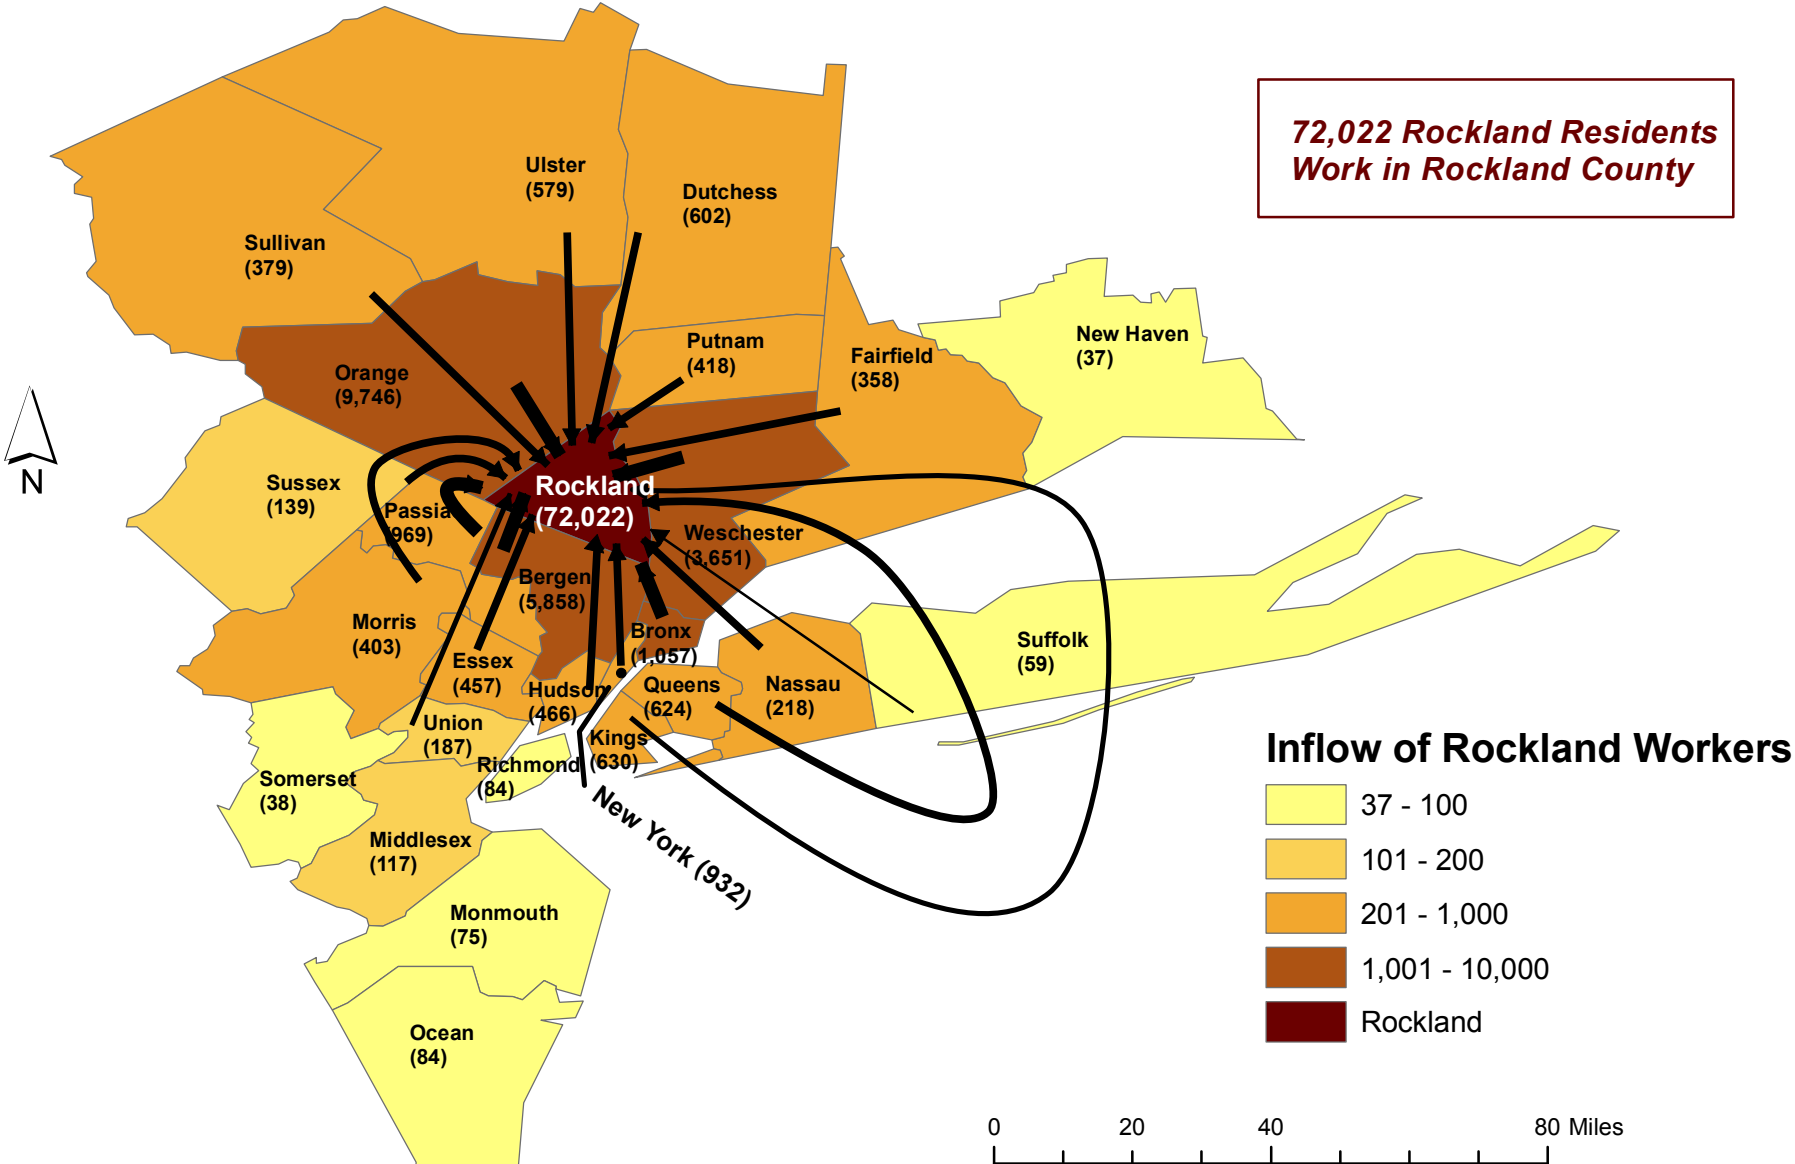 72,022 Rockland Residents
Work in Rockland County
Ulster
(579)
Dutchess
(602)
Sullivan
(379)
New Haven
(37)
Putnam
(418)
Fairfield
(358)
Orange
(9,746)
N
Sussex
(139)
Rockland
(72,022)
Passia
(969)
Weschester
(3,651)
Bergen
(5,858)
Morris
(403)
Bronx
(1,057)
Suffolk
(59)
Essex
(457)
Hudson
(466)
Queens
(624)
Nassau
(218)
Union
(187)
Kings
(630)
Richmond
(84)
Somerset
(38)
New York (932)
Middlesex
(117)
Monmouth
(75)
Ocean
(84)
Inflow of Rockland Workers
37 - 100
101 - 200
201 - 1,000
1,001 - 10,000
Rockland
0 20 40 80 Miles